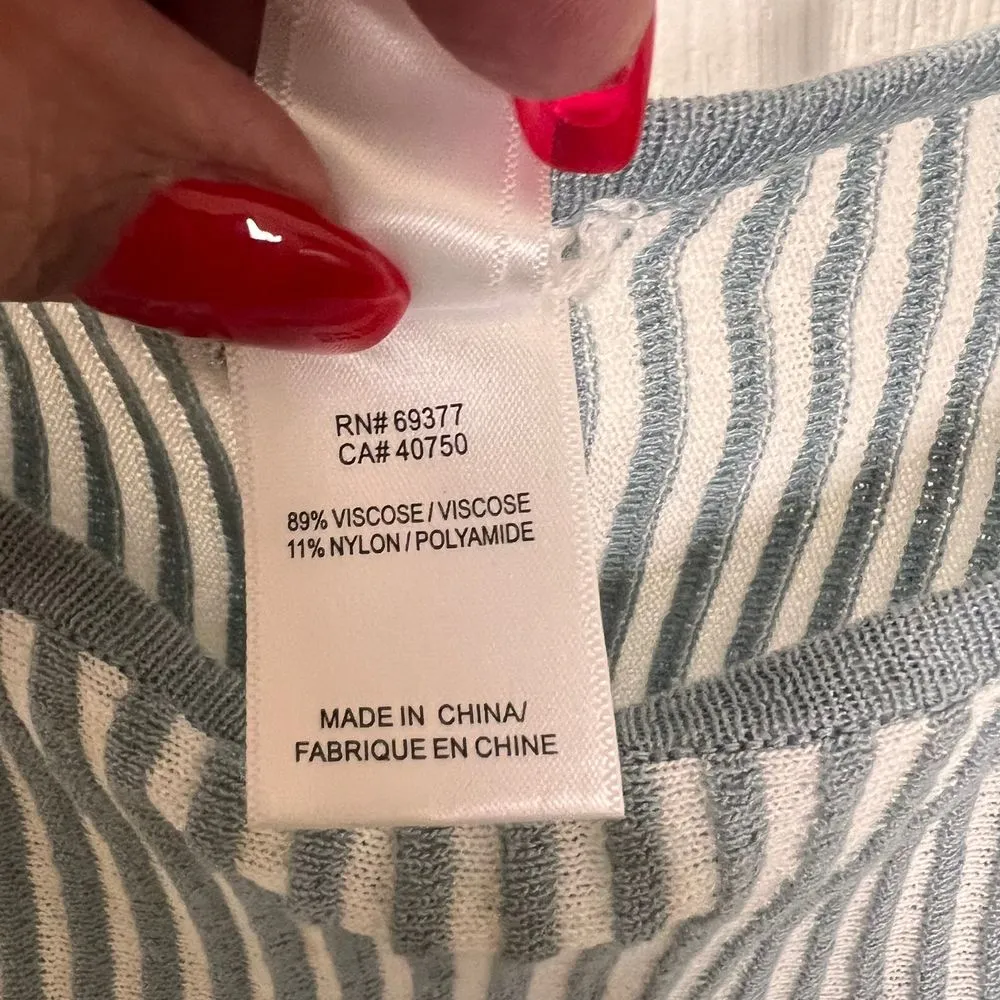 RN# 69377
CA# 40750
89% VISCOSE / VISCOSE
11% NYLON / POLYAMIDE
MADE IN CHINA/
FABRIQUE EN CHINE